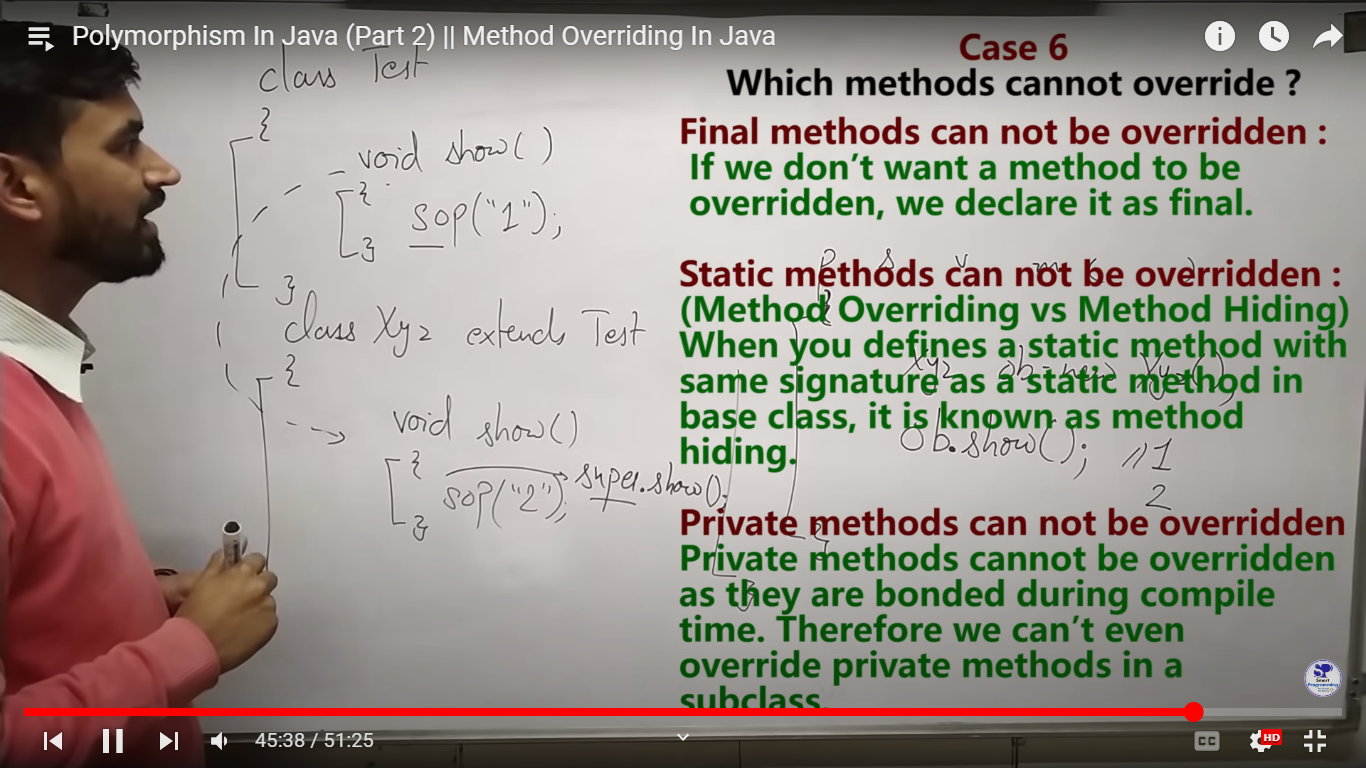 Polymorphism In Java (Part 2) || Method Overriding In Java
class Test
{
void show( )
{
sop("1");
}
}
class Xyz extends Test
{
void show()
{
sop("2"); super.show();
}
}
p s v m ( )
{
Xyz ob = new Xyz();
ob.show(); // 1
2
}
Case 6
Which methods cannot override ?
Final methods can not be overridden :
If we don’t want a method to be
overridden, we declare it as final.
Static methods can not be overridden :
(Method Overriding vs Method Hiding)
When you defines a static method with
same signature as a static method in
base class, it is known as method
hiding.
Private methods can not be overridden
Private methods cannot be overridden
as they are bonded during compile
time. Therefore we can’t even
override private methods in a
subclass.
Smart
Programming
45:38 / 51:25
CC
HD